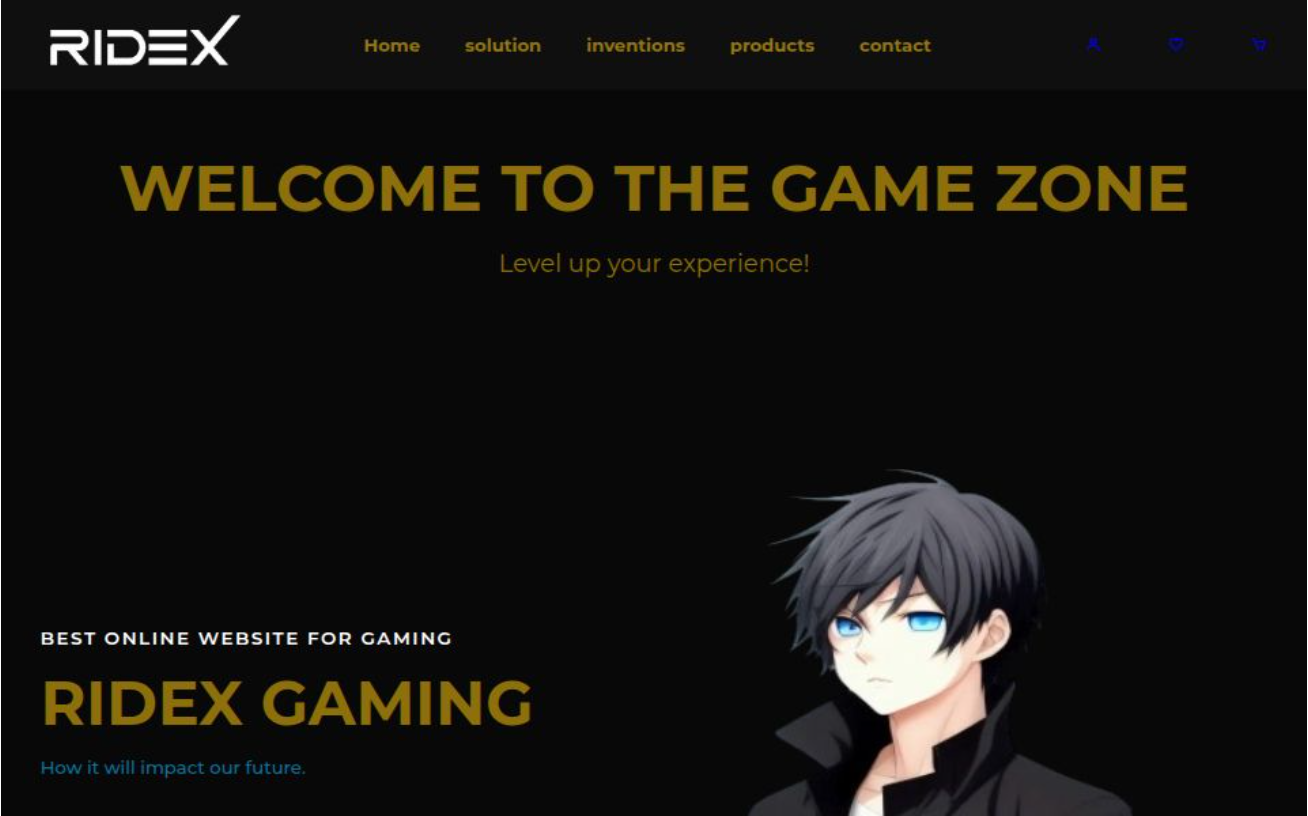 RIDEX
Home solution inventions products contact
WELCOME TO THE GAME ZONE
Level up your experience!
BEST ONLINE WEBSITE FOR GAMING
RIDEX GAMING
How it will impact our future.